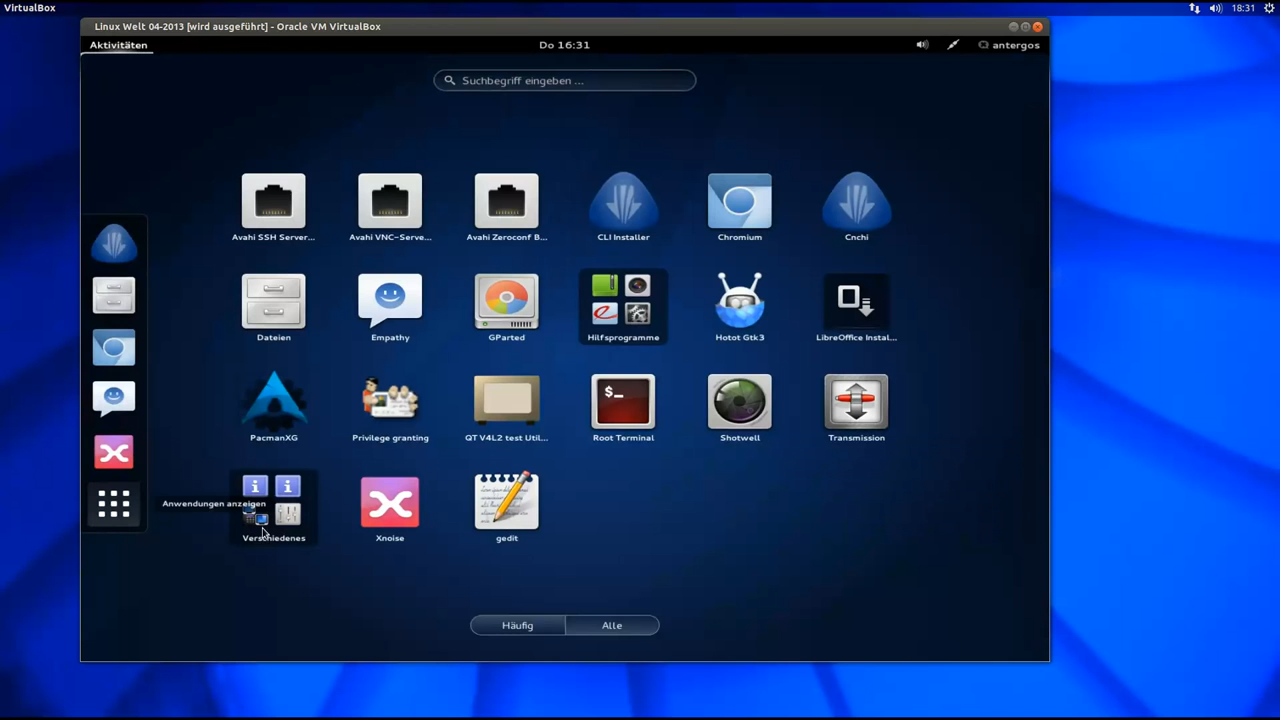 VirtualBox
18:31
Linux Welt 04-2013 [wird ausgeführt] - Oracle VM VirtualBox
Aktivitäten
Do 16:31
antergos
Suchbegriff eingeben ...
Avahi SSH Server...
Avahi VNC-Serve...
Avahi Zeroconf B...
CLI Installer
Chromium
Cnchi
Dateien
Empathy
GParted
Hilfsprogramme
Hotot Gtk3
LibreOffice Instal...
PacmanXG
Privilege granting
QT V4L2 test Util...
$_
Root Terminal
Shotwell
Transmission
Anwendungen anzeigen
Verschiedenes
Xnoise
gedit
Häufig
Alle